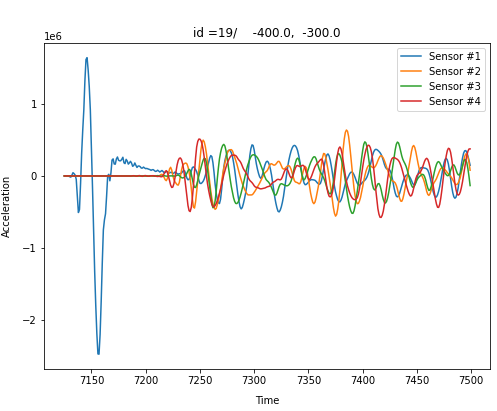 id =19/ -400.0, -300.0
1e6
Sensor #1
Sensor #2
Sensor #3
Sensor #4
1
0
−1
−2
Acceleration
7150 7200 7250 7300 7350 7400 7450 7500
Time